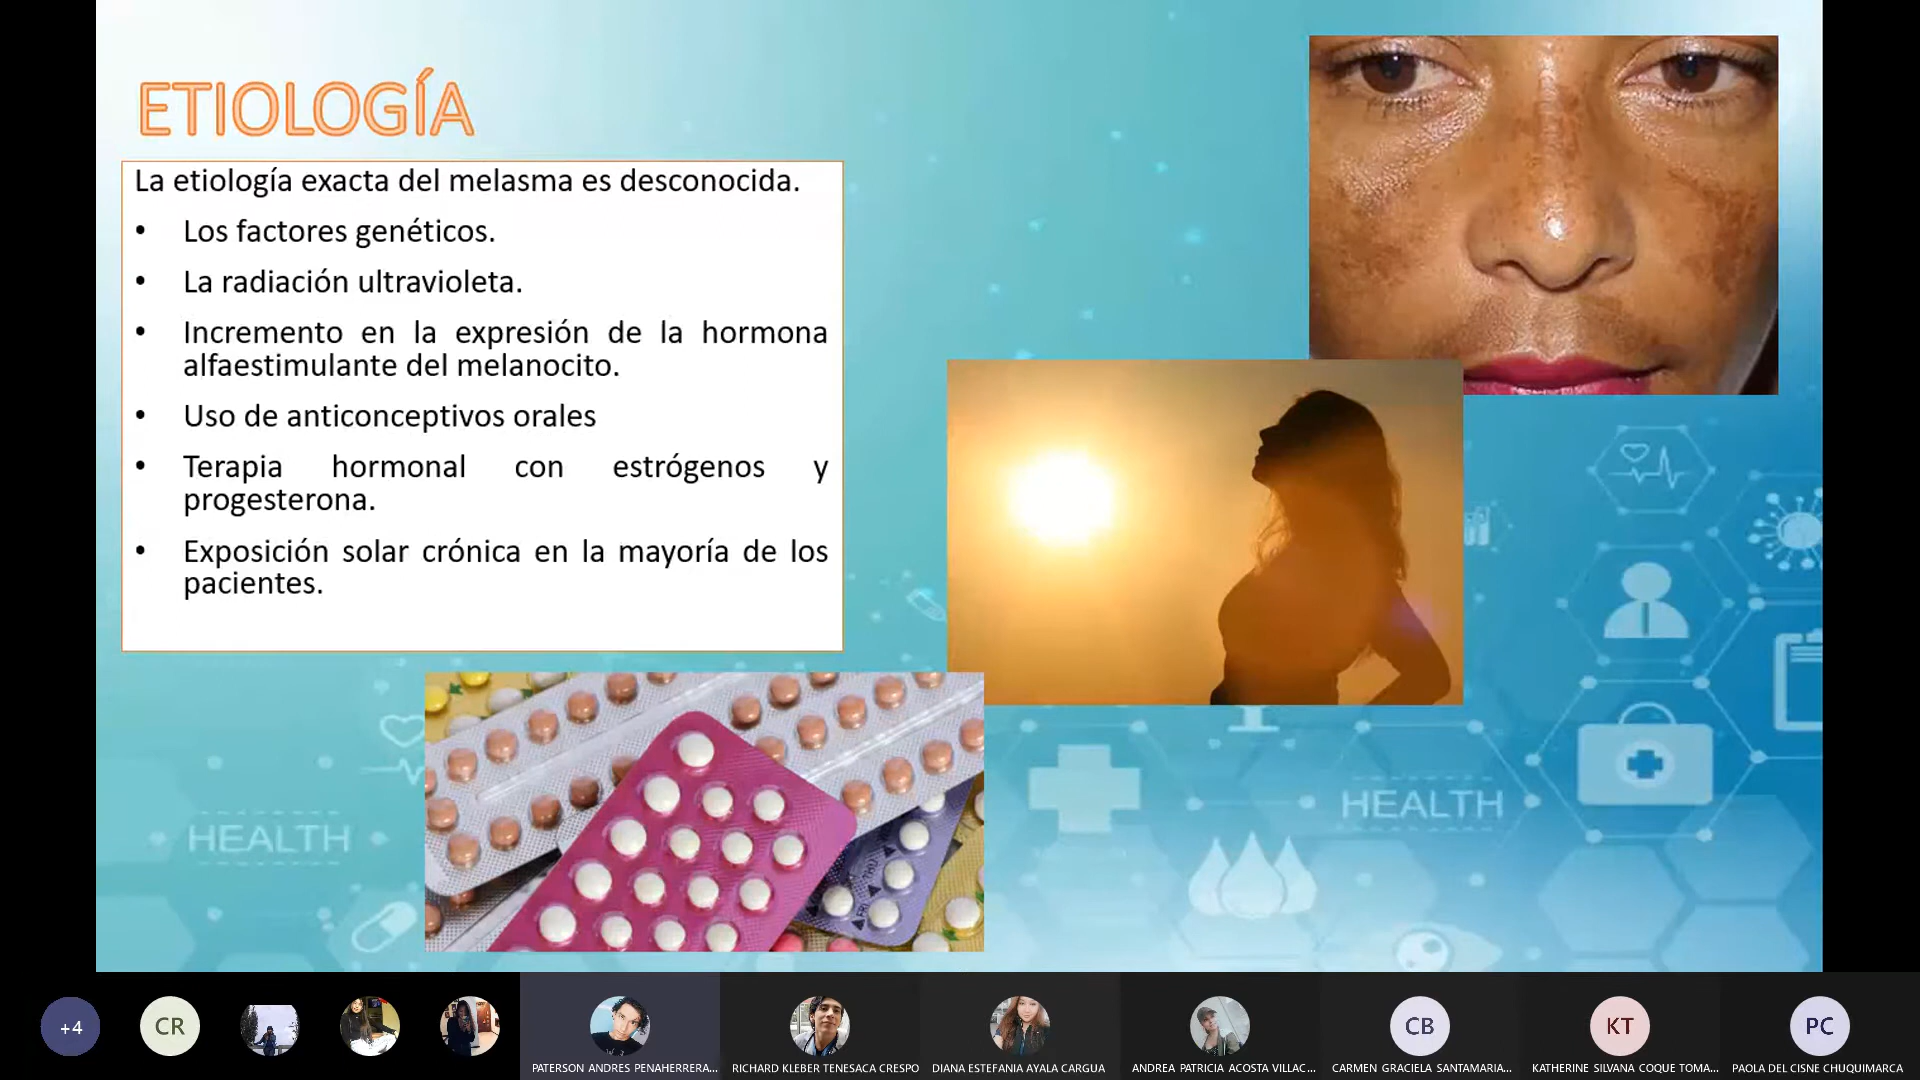 ETIOLOGÍA
La etiología exacta del melasma es desconocida.
• Los factores genéticos.
• La radiación ultravioleta.
• Incremento en la expresión de la hormona
alfaestimulante del melanocito.
• Uso de anticonceptivos orales
• Terapia hormonal con estrógenos y
progesterona.
• Exposición solar crónica en la mayoría de los
pacientes.
HEALTH
HEALTH
+4
CR
CB
KT
PC
PATERSON ANDRES PENAHERRERA...
RICHARD KLEBER TENESACA CRESPO
DIANA ESTEFANIA AYALA CARGUA
ANDREA PATRICIA ACOSTA VILLAC...
CARMEN GRACIELA SANTAMARIA...
KATHERINE SILVANA COQUE TOMA...
PAOLA DEL CISNE CHUQUIMARCA